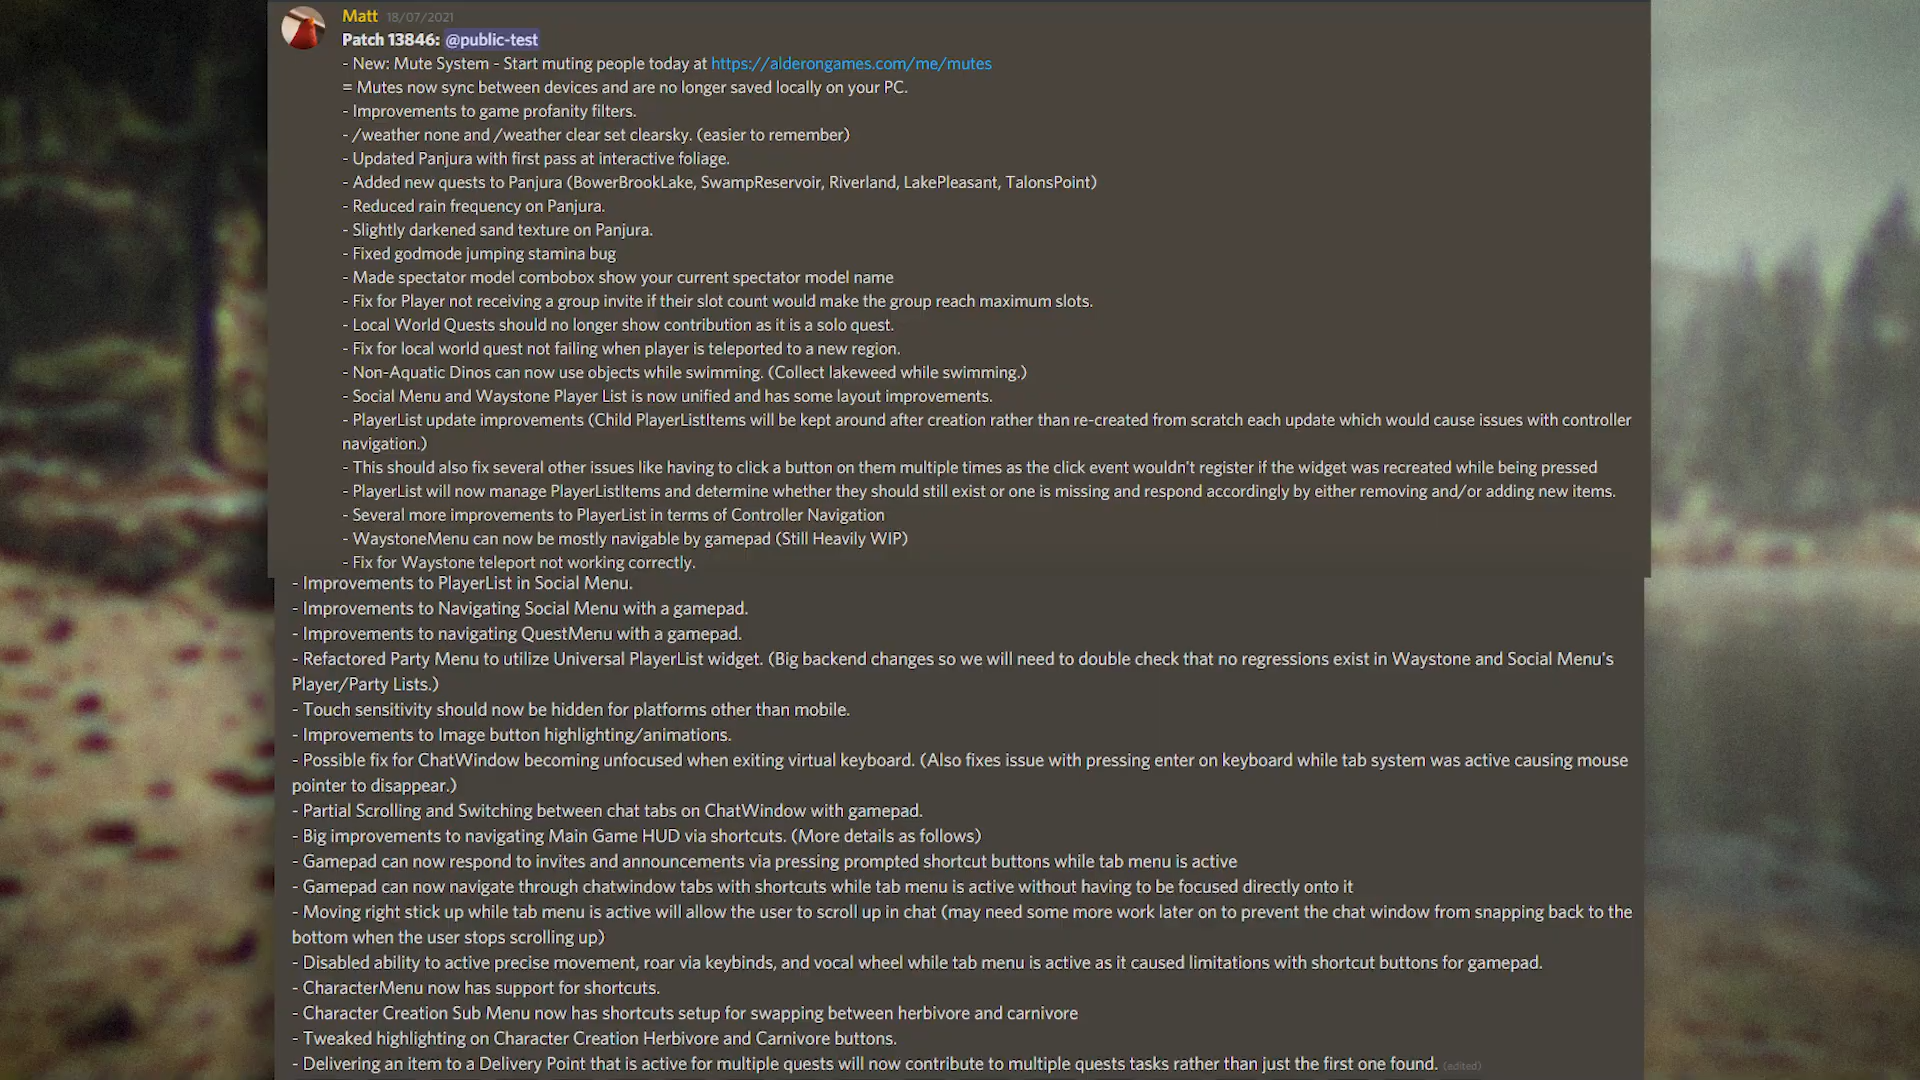 Matt 18/07/2021
Patch 13846: @public-test
- New: Mute System - Start muting people today at https://alderongames.com/me/mutes
= Mutes now sync between devices and are no longer saved locally on your PC.
- Improvements to game profanity filters.
- /weather none and /weather clear set clearsky. (easier to remember)
- Updated Panjura with first pass at interactive foliage.
- Added new quests to Panjura (BowerBrookLake, SwampReservoir, Riverland, LakePleasant, TalonsPoint)
- Reduced rain frequency on Panjura.
- Slightly darkened sand texture on Panjura.
- Fixed godmode jumping stamina bug
- Made spectator model combobox show your current spectator model name
- Fix for Player not receiving a group invite if their slot count would make the group reach maximum slots.
- Local World Quests should no longer show contribution as it is a solo quest.
- Fix for local world quest not failing when player is teleported to a new region.
- Non-Aquatic Dinos can now use objects while swimming. (Collect lakeweed while swimming.)
- Social Menu and Waystone Player List is now unified and has some layout improvements.
- PlayerList update improvements (Child PlayerListItems will be kept around after creation rather than re-created from scratch each update which would cause issues with controller
navigation.)
- This should also fix several other issues like having to click a button on them multiple times as the click event wouldn't register if the widget was recreated while being pressed
- PlayerList will now manage PlayerListItems and determine whether they should still exist or one is missing and respond accordingly by either removing and/or adding new items.
- Several more improvements to PlayerList in terms of Controller Navigation
- WaystoneMenu can now be mostly navigable by gamepad (Still Heavily WIP)
- Fix for Waystone teleport not working correctly.
- Improvements to PlayerList in Social Menu.
- Improvements to Navigating Social Menu with a gamepad.
- Improvements to navigating QuestMenu with a gamepad.
- Refactored Party Menu to utilize Universal PlayerList widget. (Big backend changes so we will need to double check that no regressions exist in Waystone and Social Menu's
Player/Party Lists.)
- Touch sensitivity should now be hidden for platforms other than mobile.
- Improvements to Image button highlighting/animations.
- Possible fix for ChatWindow becoming unfocused when exiting virtual keyboard. (Also fixes issue with pressing enter on keyboard while tab system was active causing mouse
pointer to disappear.)
- Partial Scrolling and Switching between chat tabs on ChatWindow with gamepad.
- Big improvements to navigating Main Game HUD via shortcuts. (More details as follows)
- Gamepad can now respond to invites and announcements via pressing prompted shortcut buttons while tab menu is active
- Gamepad can now navigate through chatwindow tabs with shortcuts while tab menu is active without having to be focused directly onto it
- Moving right stick up while tab menu is active will allow the user to scroll up in chat (may need some more work later on to prevent the chat window from snapping back to the
bottom when the user stops scrolling up)
- Disabled ability to active precise movement, roar via keybinds, and vocal wheel while tab menu is active as it caused limitations with shortcut buttons for gamepad.
- CharacterMenu now has support for shortcuts.
- Character Creation Sub Menu now has shortcuts setup for swapping between herbivore and carnivore
- Tweaked highlighting on Character Creation Herbivore and Carnivore buttons.
- Delivering an item to a Delivery Point that is active for multiple quests will now contribute to multiple quests tasks rather than just the first one found. (edited)